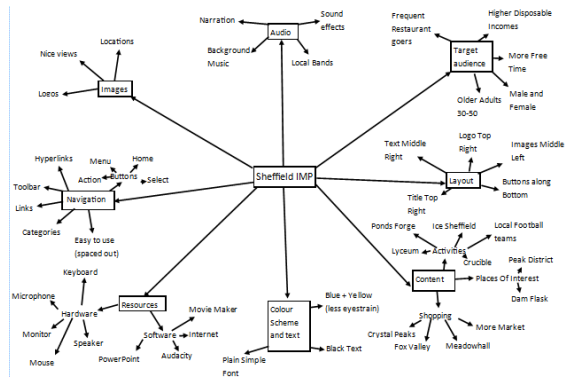 Narration
Sound
effects
Audio
Background
Music
Local Bands
Frequent
Restaurant
goers
Higher Disposable
Incomes
Target
audience
More Free
Time
Male and
Female
Older Adults
30-50
Locations
Nice views
Logos
Images
Hyperlinks
Menu
Home
Buttons
Action
Select
Toolbar
Navigation
Links
Categories
Easy to use
(spaced out)
Sheffield IMP
Text Middle
Right
Logo Top
Right
Images Middle
Left
Layout
Buttons along
Bottom
Title Top
Right
Ponds Forge
Ice Sheffield
Local Football
teams
Lyceum
Activities
Crucible
Content
Places Of Interest
Peak District
Dam Flask
Shopping
Crystal Peaks
Fox Valley
Meadowhall
More Market
Keyboard
Microphone
Hardware
Monitor
Mouse
Speaker
Resources
Movie Maker
Software
Internet
PowerPoint
Audacity
Colour
Scheme
and text
Blue + Yellow
(less eyestrain)
Black Text
Plain Simple
Font